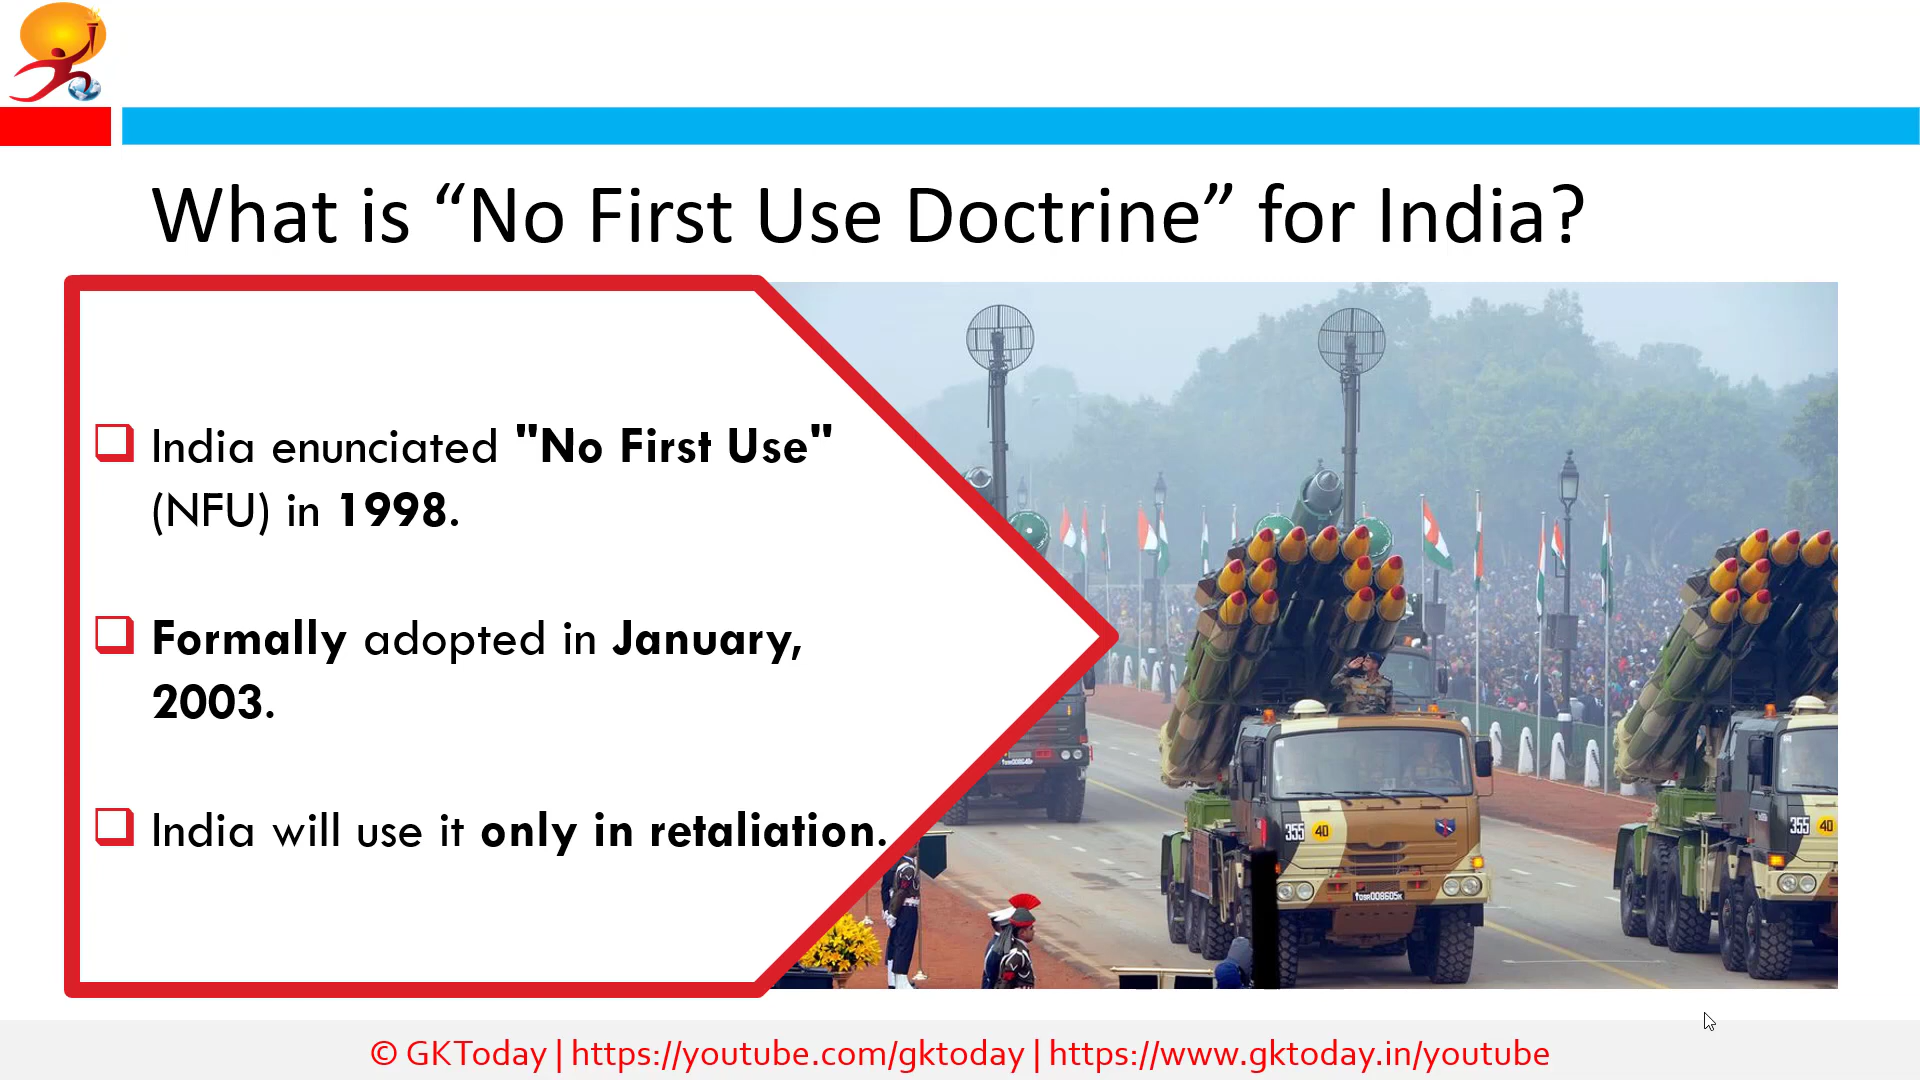 What is “No First Use Doctrine” for India?
India enunciated "No First Use"
(NFU) in 1998.
Formally adopted in January,
2003.
India will use it only in retaliation.
355 40
355 40
© GKToday | https://youtube.com/gktoday | https://www.gktoday.in/youtube